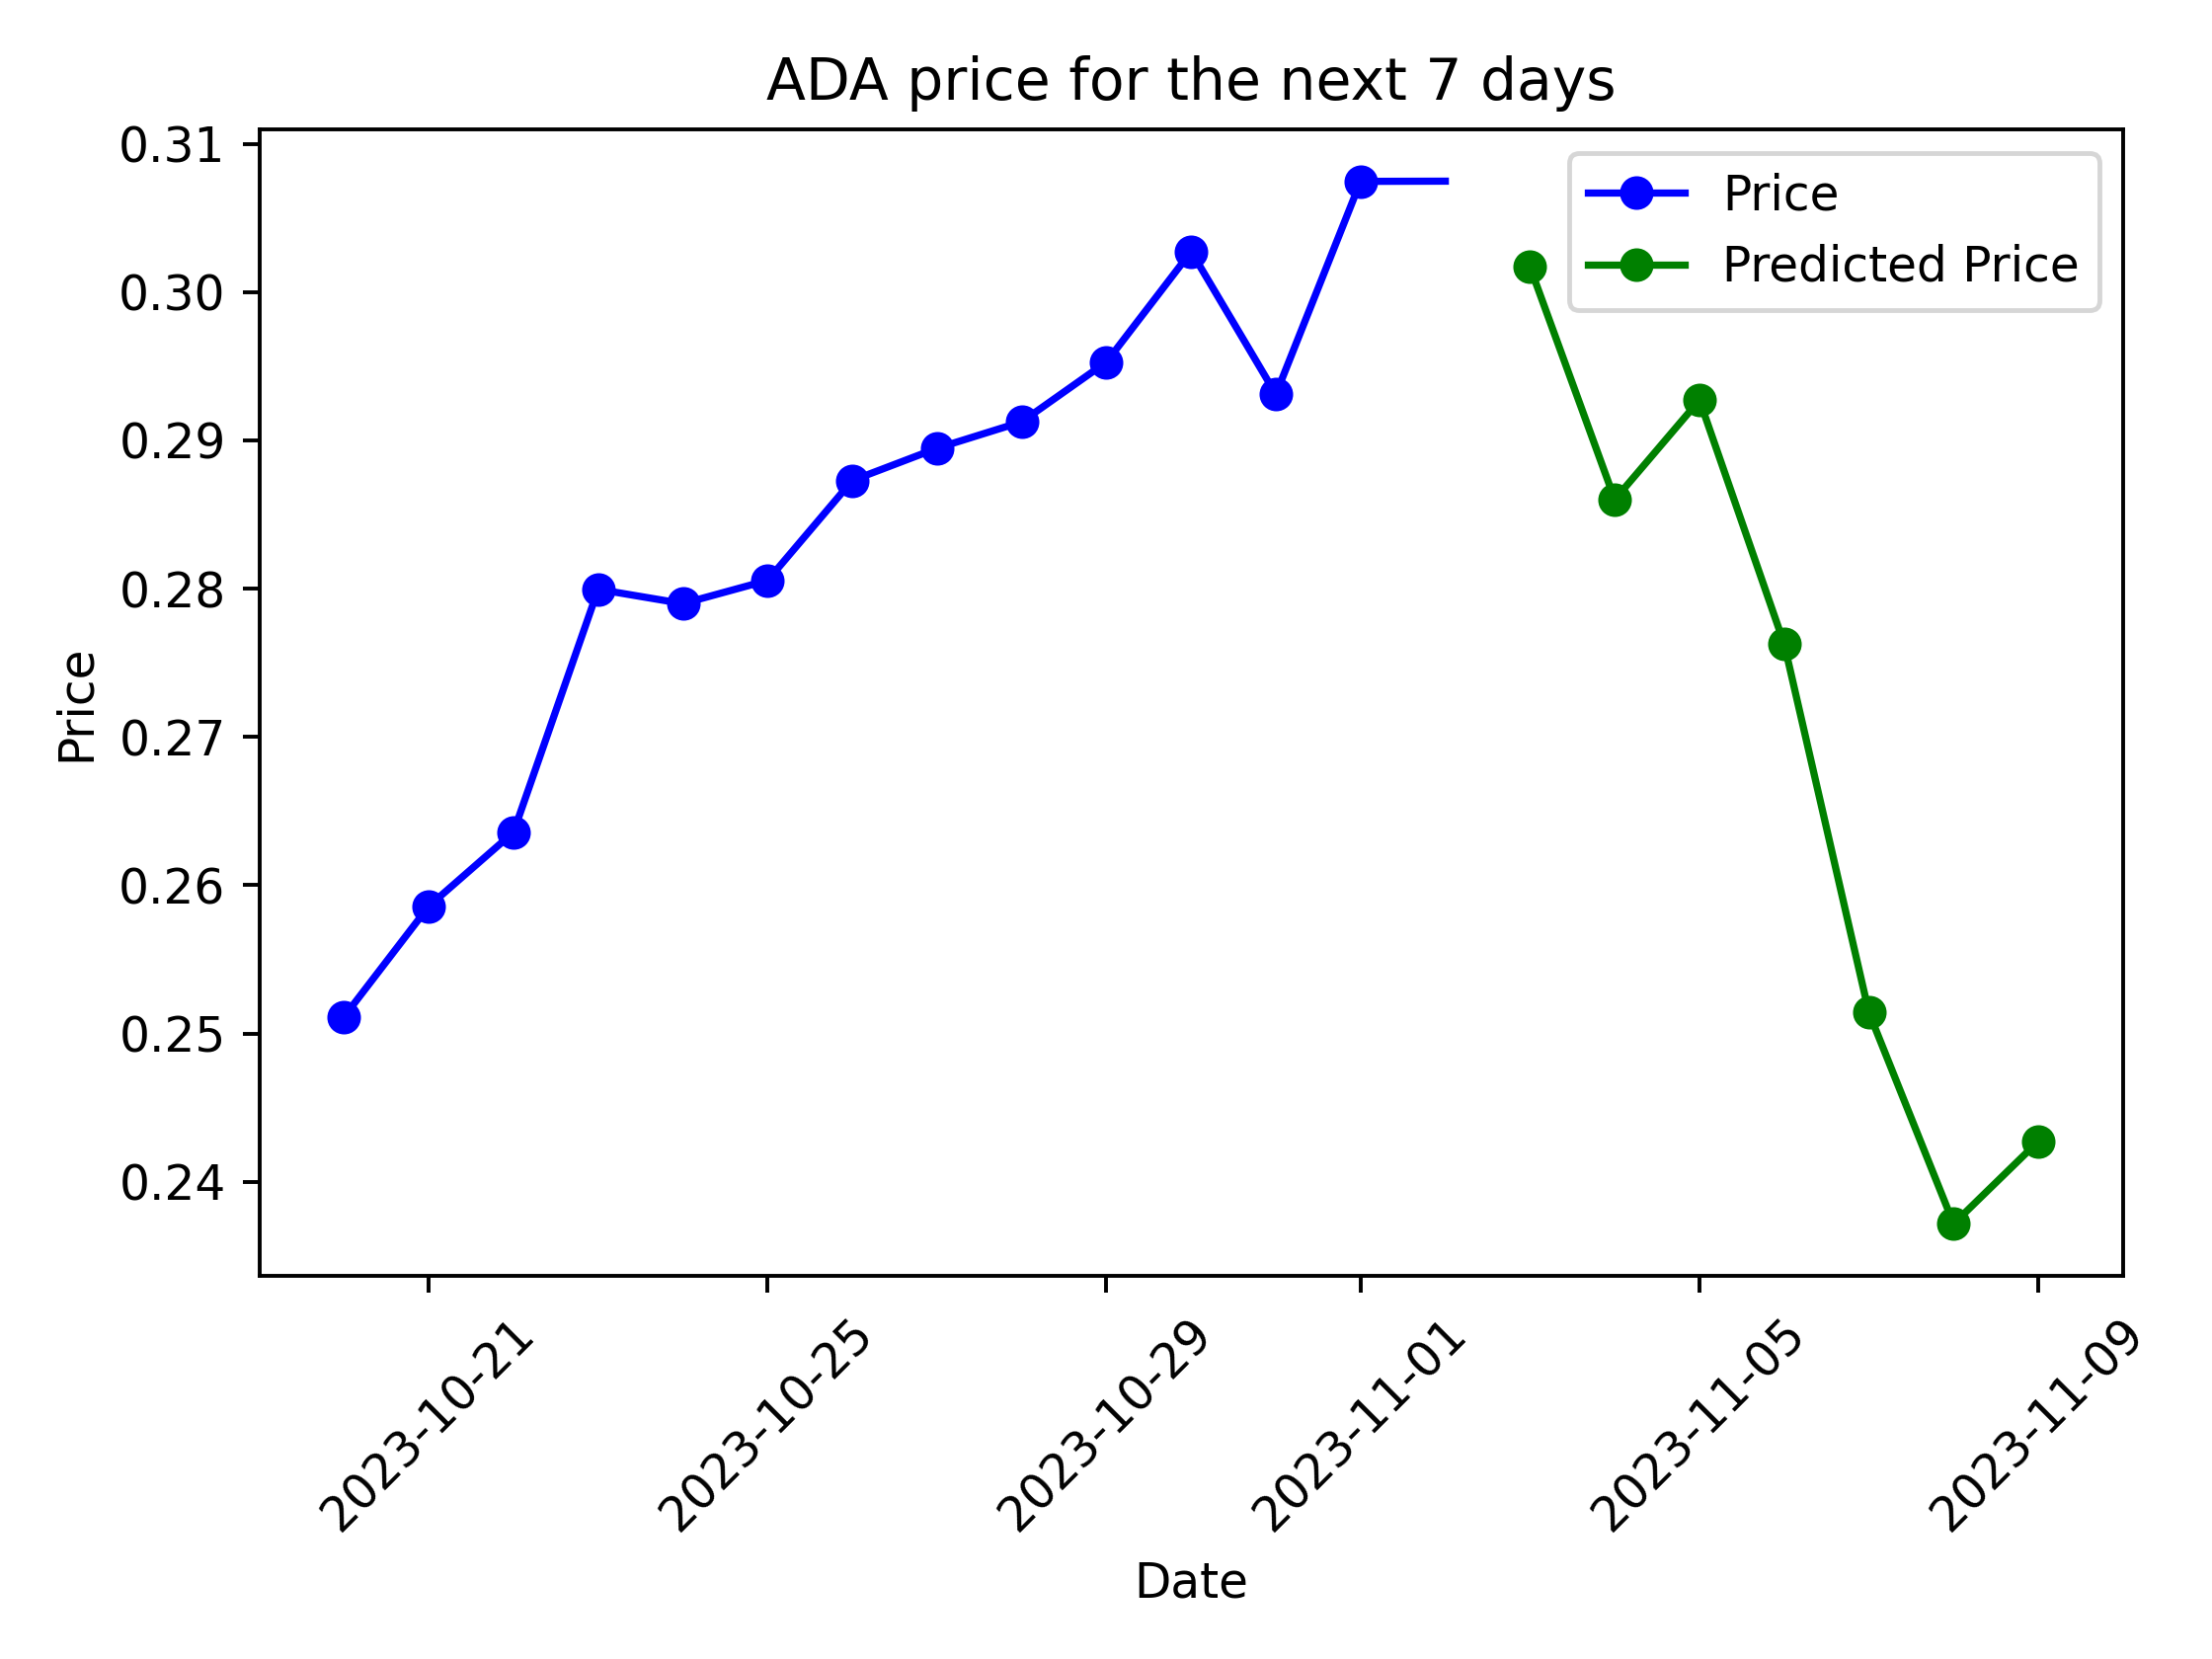 ADA price for the next 7 days
Price
Predicted Price
0.31
0.30
0.29
0.28
0.27
0.26
0.25
0.24
Price
2023-10-21
2023-10-25
2023-10-29
2023-11-01
2023-11-05
2023-11-09
Date